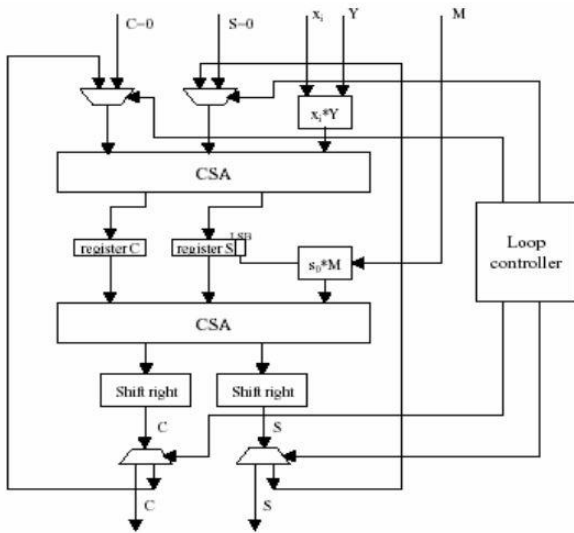 C=0
S=0
xᵢ
Y
M
xᵢ*Y
CSA
LSB
register C
register S
Loop
controller
s₀*M
CSA
Shift right
Shift right
C
S
C
S